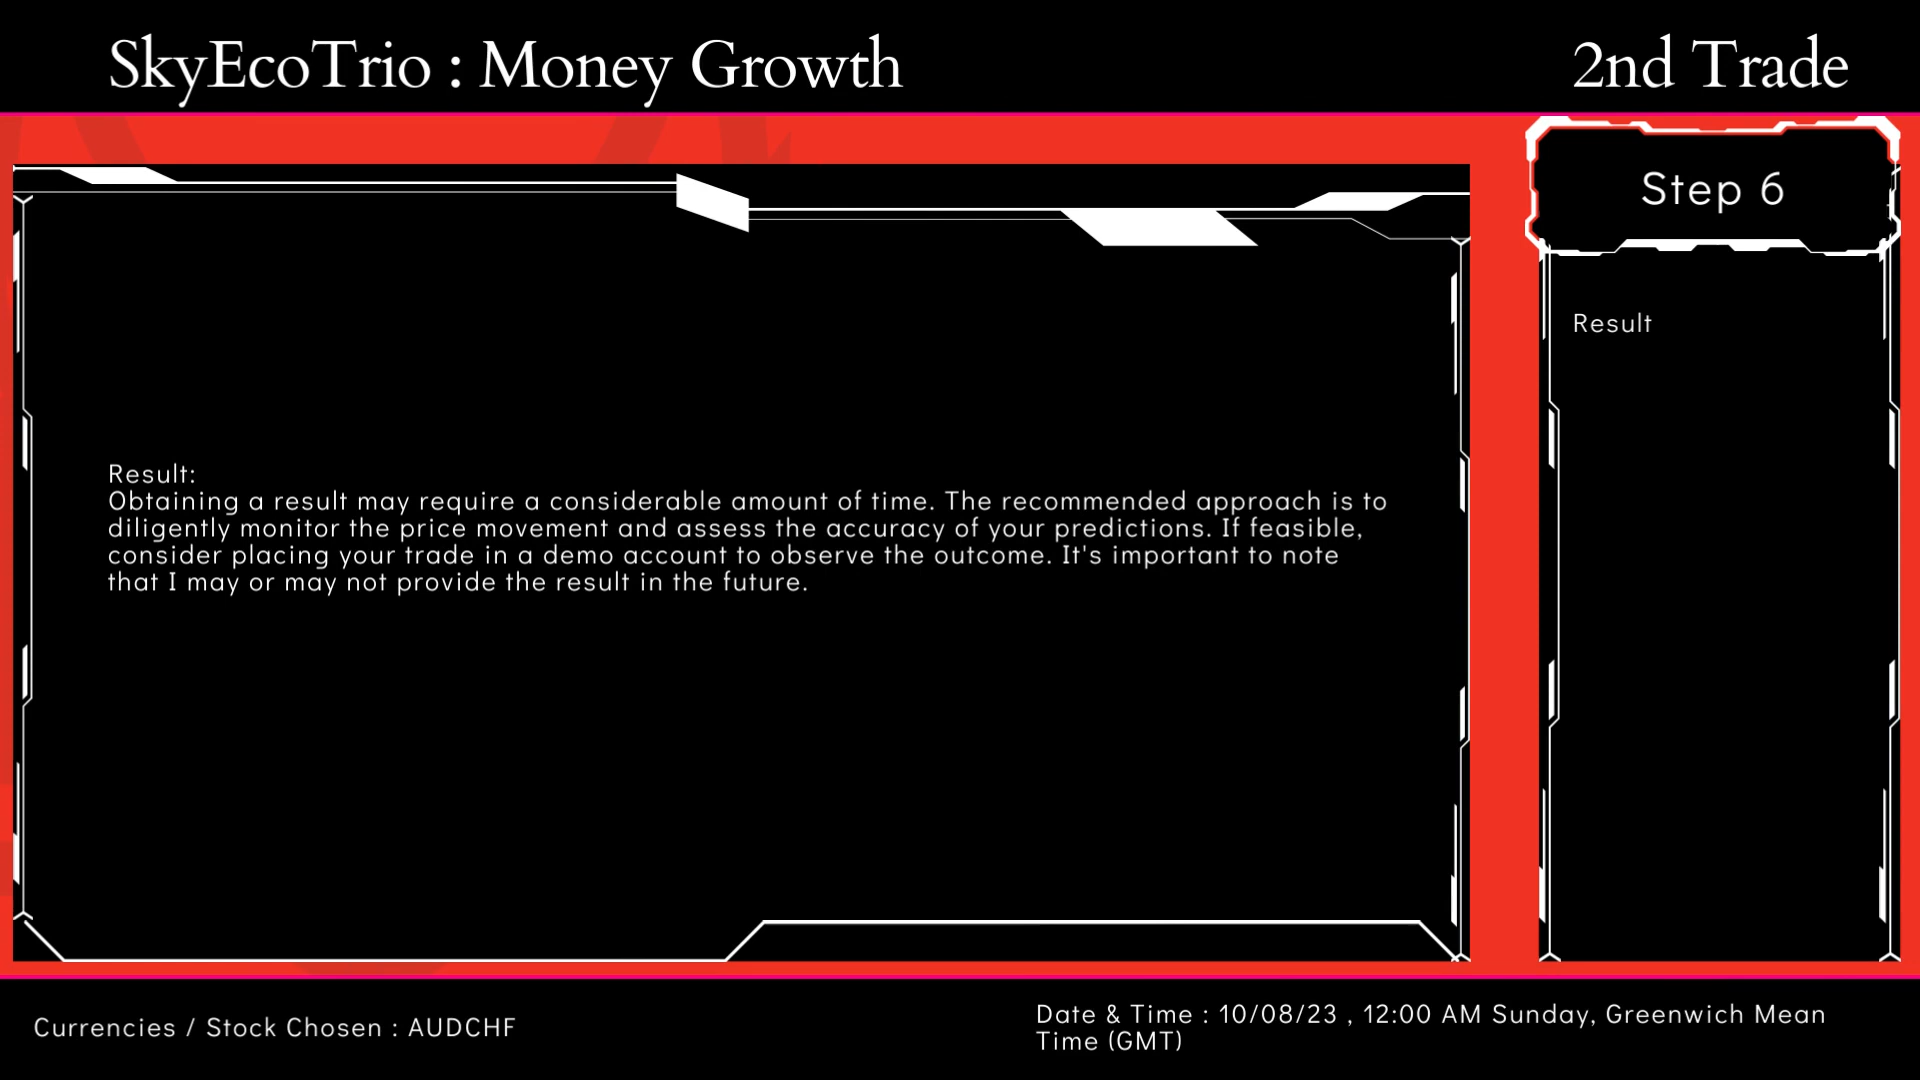 SkyEcoTrio : Money Growth
2nd Trade
Step 6
Result
Result:
Obtaining a result may require a considerable amount of time. The recommended approach is to
diligently monitor the price movement and assess the accuracy of your predictions. If feasible,
consider placing your trade in a demo account to observe the outcome. It's important to note
that I may or may not provide the result in the future.
Currencies / Stock Chosen : AUDCHF
Date & Time : 10/08/23 , 12:00 AM Sunday, Greenwich Mean
Time (GMT)